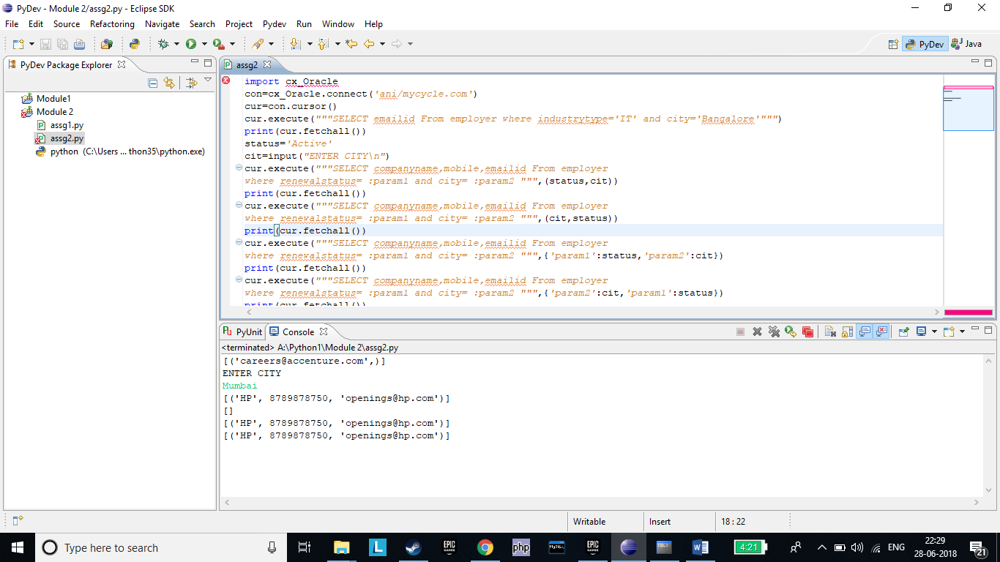 PyDev - Module 2/assg2.py - Eclipse SDK
File Edit Source Refactoring Navigate Search Project Pydev Run Window Help
PyDev Java
PyDev Package Explorer
Module1
Module 2
assg1.py
assg2.py
python (C:\Users ... thon35\python.exe)
assg2
import cx_Oracle
con=cx_Oracle.connect('ani/mycycle.com')
cur=con.cursor()
cur.execute("""SELECT emailid From employer where industrytype='IT' and city='Bangalore'""")
print(cur.fetchall())
status='Active'
cit=input("ENTER CITY\n")
cur.execute("""SELECT companyname,mobile,emailid From employer
where renewalstatus= :param1 and city= :param2 """,(status,cit))
print(cur.fetchall())
cur.execute("""SELECT companyname,mobile,emailid From employer
where renewalstatus= :param1 and city= :param2 """,(cit,status))
print(cur.fetchall())
cur.execute("""SELECT companyname,mobile,emailid From employer
where renewalstatus= :param1 and city= :param2 """,{'param1':status,'param2':cit})
print(cur.fetchall())
cur.execute("""SELECT companyname,mobile,emailid From employer
where renewalstatus= :param1 and city= :param2 """,{'param2':cit,'param1':status})
print(cur.fetchall())
PyUnit Console
<terminated> A:\Python1\Module 2\assg2.py
[('careers@accenture.com',)]
ENTER CITY
Mumbai
[('HP', 8789878750, 'openings@hp.com')]
[]
[('HP', 8789878750, 'openings@hp.com')]
[('HP', 8789878750, 'openings@hp.com')]
Writable Insert 18 : 22
Type here to search
L
EPIC GAMES
php
MySQL
EPIC GAMES
SQL
4:21
ENG
22:29
28-06-2018
21